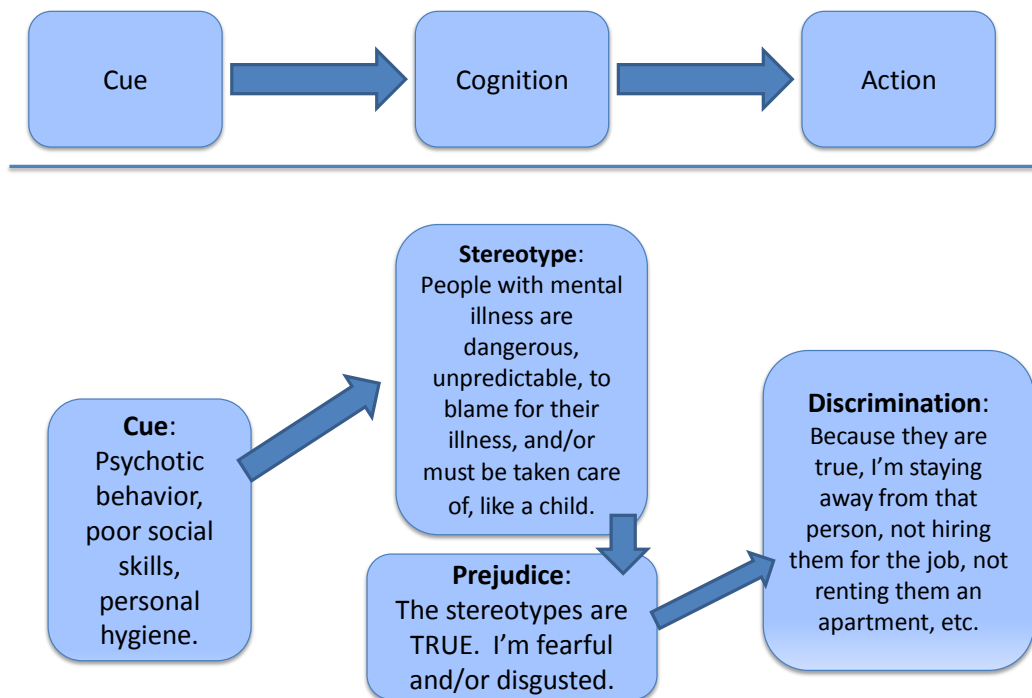 Cue
Cognition
Action
Cue:
Psychotic
behavior,
poor social
skills,
personal
hygiene.
Stereotype:
People with mental
illness are
dangerous,
unpredictable, to
blame for their
illness, and/or
must be taken care
of, like a child.
Prejudice:
The stereotypes are
TRUE.  I'm fearful
and/or disgusted.
Discrimination:
Because they are
true, I'm staying
away from that
person, not hiring
them for the job, not
renting them an
apartment, etc.